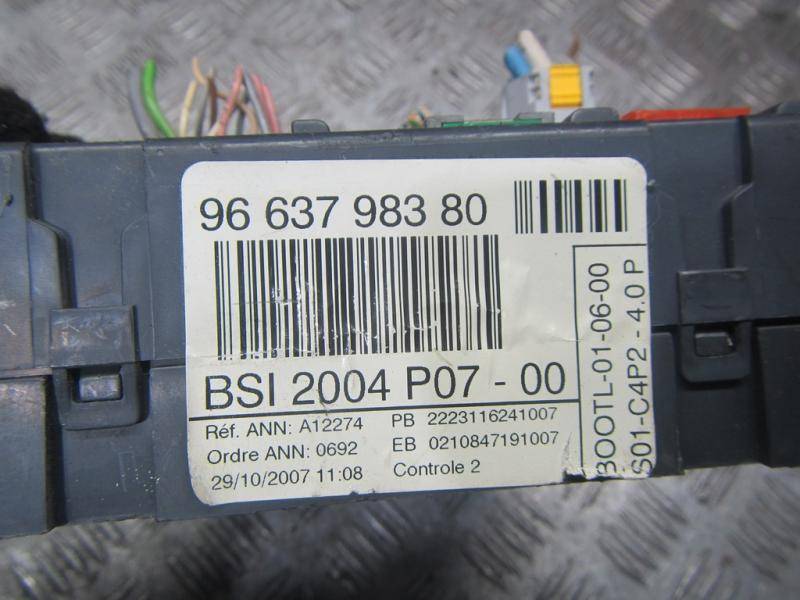 96 637 983 80
BSI 2004 P07 - 00
Réf. ANN: A12274 PB 2223116241007
Ordre ANN: 0692 EB 0210847191007
29/10/2007 11:08 Controle 2
BOOTL-01-06-00
S01-C4P2 - 4.0 P